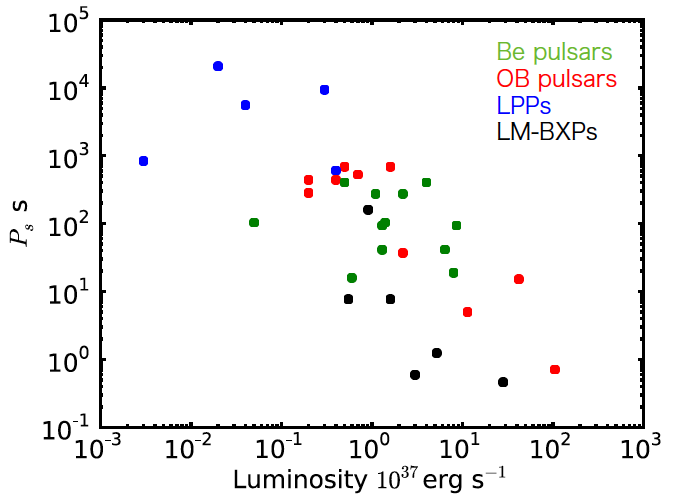 10^5
10^4
10^3
10^2
10^1
10^0
10^-1
P_s s
Be pulsars
OB pulsars
LPPs
LM-BXPs
10^-3 10^-2 10^-1 10^0 10^1 10^2 10^3
Luminosity 10^37 erg s^-1